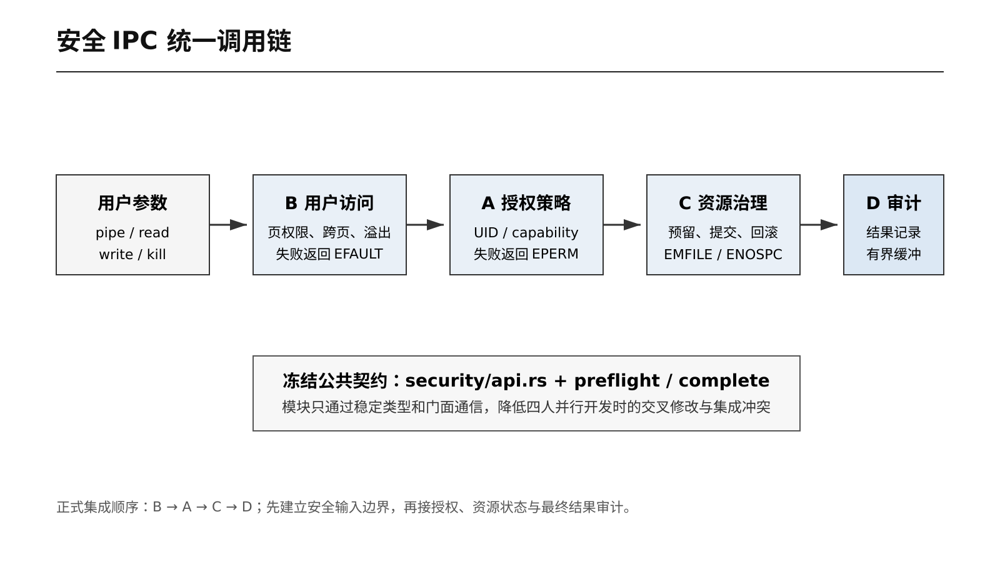 安全 IPC 统一调用链
用户参数
pipe / read
write / kill
B 用户访问
页权限、跨页、溢出
失败返回 EFAULT
A 授权策略
UID / capability
失败返回 EPERM
C 资源治理
预留、提交、回滚
EMFILE / ENOSPC
D 审计
结果记录
有界缓冲
冻结公共契约：security/api.rs + preflight / complete
模块只通过稳定类型和门面通信，降低四人并行开发时的交叉修改与集成冲突
正式集成顺序：B → A → C → D；先建立安全输入边界，再接授权、资源状态与最终结果审计。